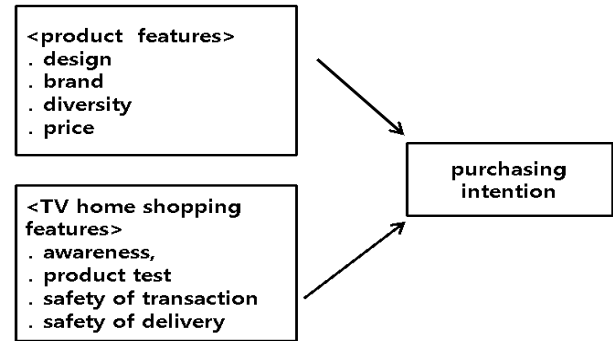 <product features>
. design
. brand
. diversity
. price
<TV home shopping
features>
. awareness,
. product test
. safety of transaction
. safety of delivery
purchasing
intention